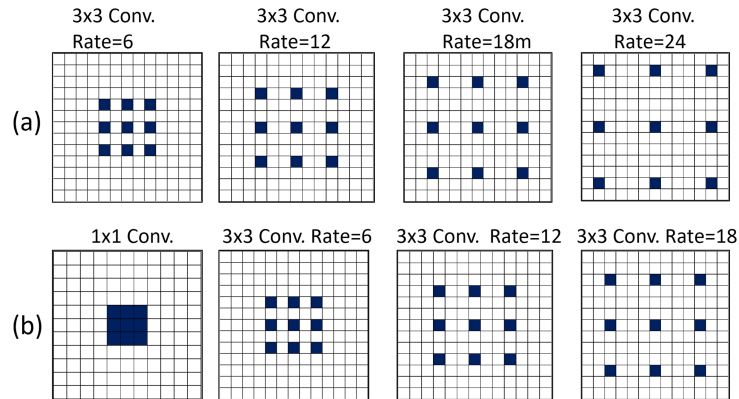 3x3 Conv.
Rate=6
3x3 Conv.
Rate=12
3x3 Conv.
Rate=18m
3x3 Conv.
Rate=24
(a)
1x1 Conv.
3x3 Conv. Rate=6
3x3 Conv. Rate=12
3x3 Conv. Rate=18
(b)